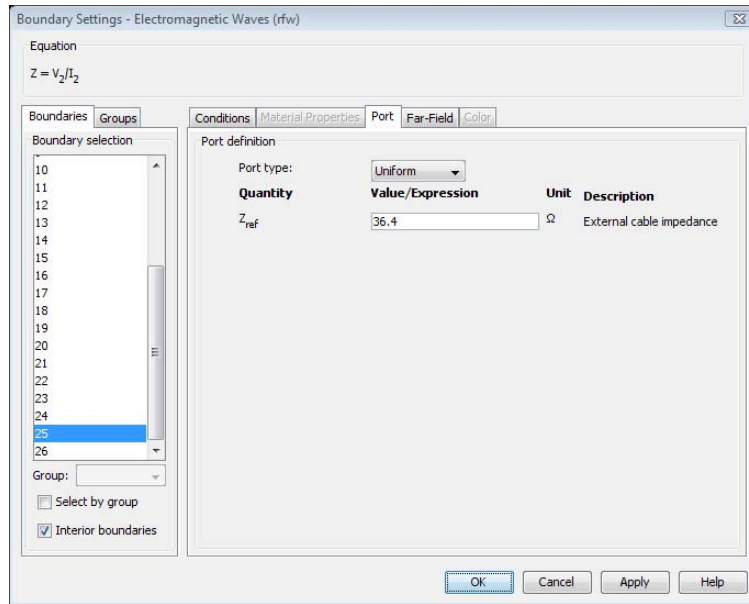 Boundary Settings - Electromagnetic Waves (rfw)
Equation
Z = V2/I2
Boundaries Groups
Boundary selection
10
11
12
13
14
15
16
17
18
19
20
21
22
23
24
25
26
Group:
Select by group
Interior boundaries
Conditions Material Properties Port Far-Field Color
Port definition
Port type: Uniform
Quantity Value/Expression Unit Description
Zref 36.4 Ω External cable impedance
OK Cancel Apply Help